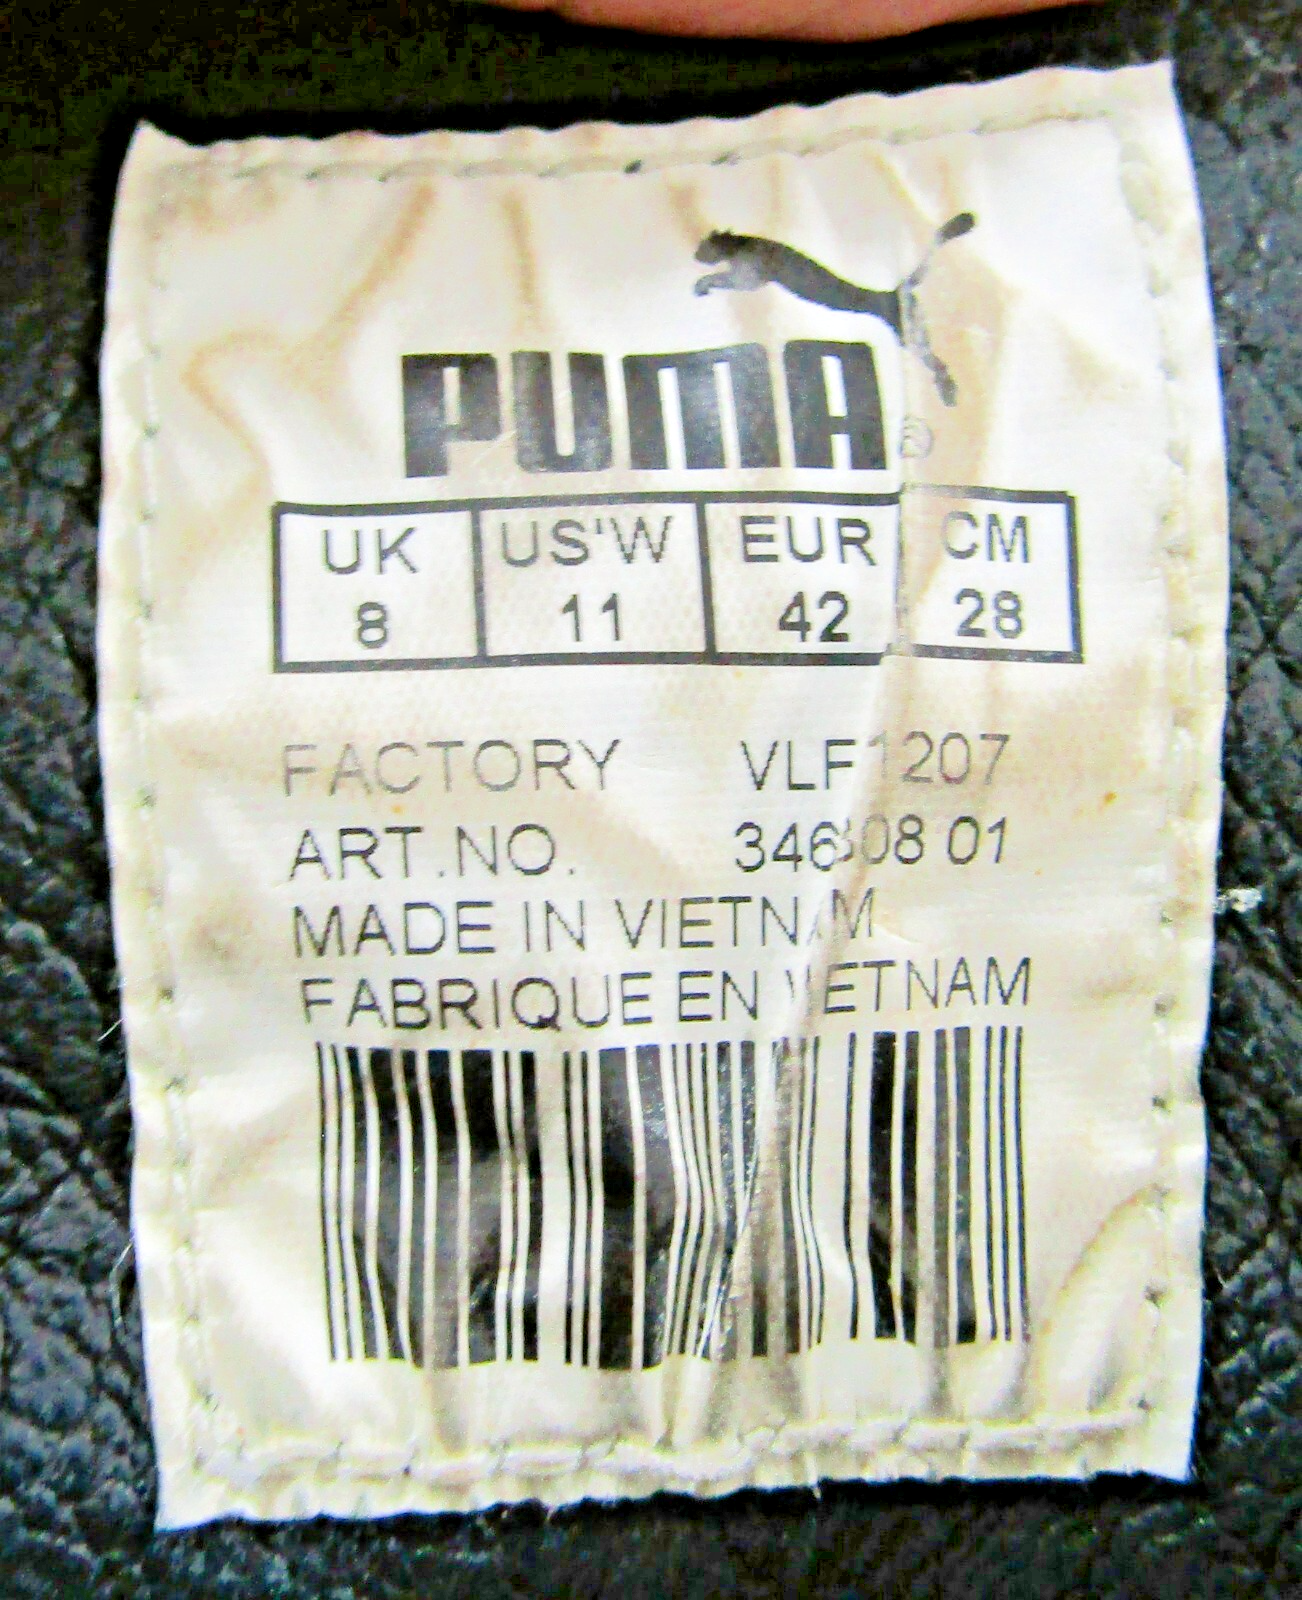 PUMA®
UK US'W EUR CM
8 11 42 28
FACTORY VLF1207
ART.NO. 01
MADE IN VIETNAM
FABRIQUE EN VIETNAM